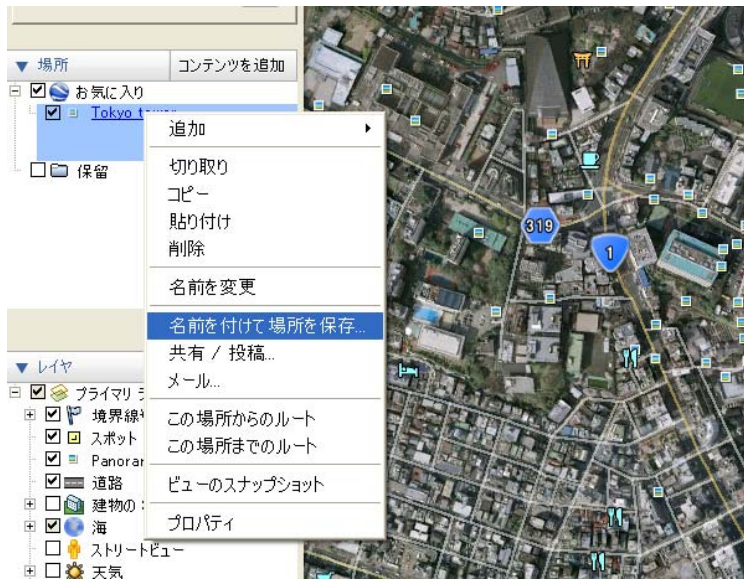 場所
コンテンツを追加
お気に入り
Tokyo tower
保留
追加
切り取り
コピー
貼り付け
削除
名前を変更
名前を付けて場所を保存...
共有 / 投稿...
メール...
この場所からのルート
この場所までのルート
ビューのスナップショット
プロパティ
レイヤ
プライマリ
境界線
スポット
Panoram
道路
建物の
海
ストリートビュー
天気
319
1